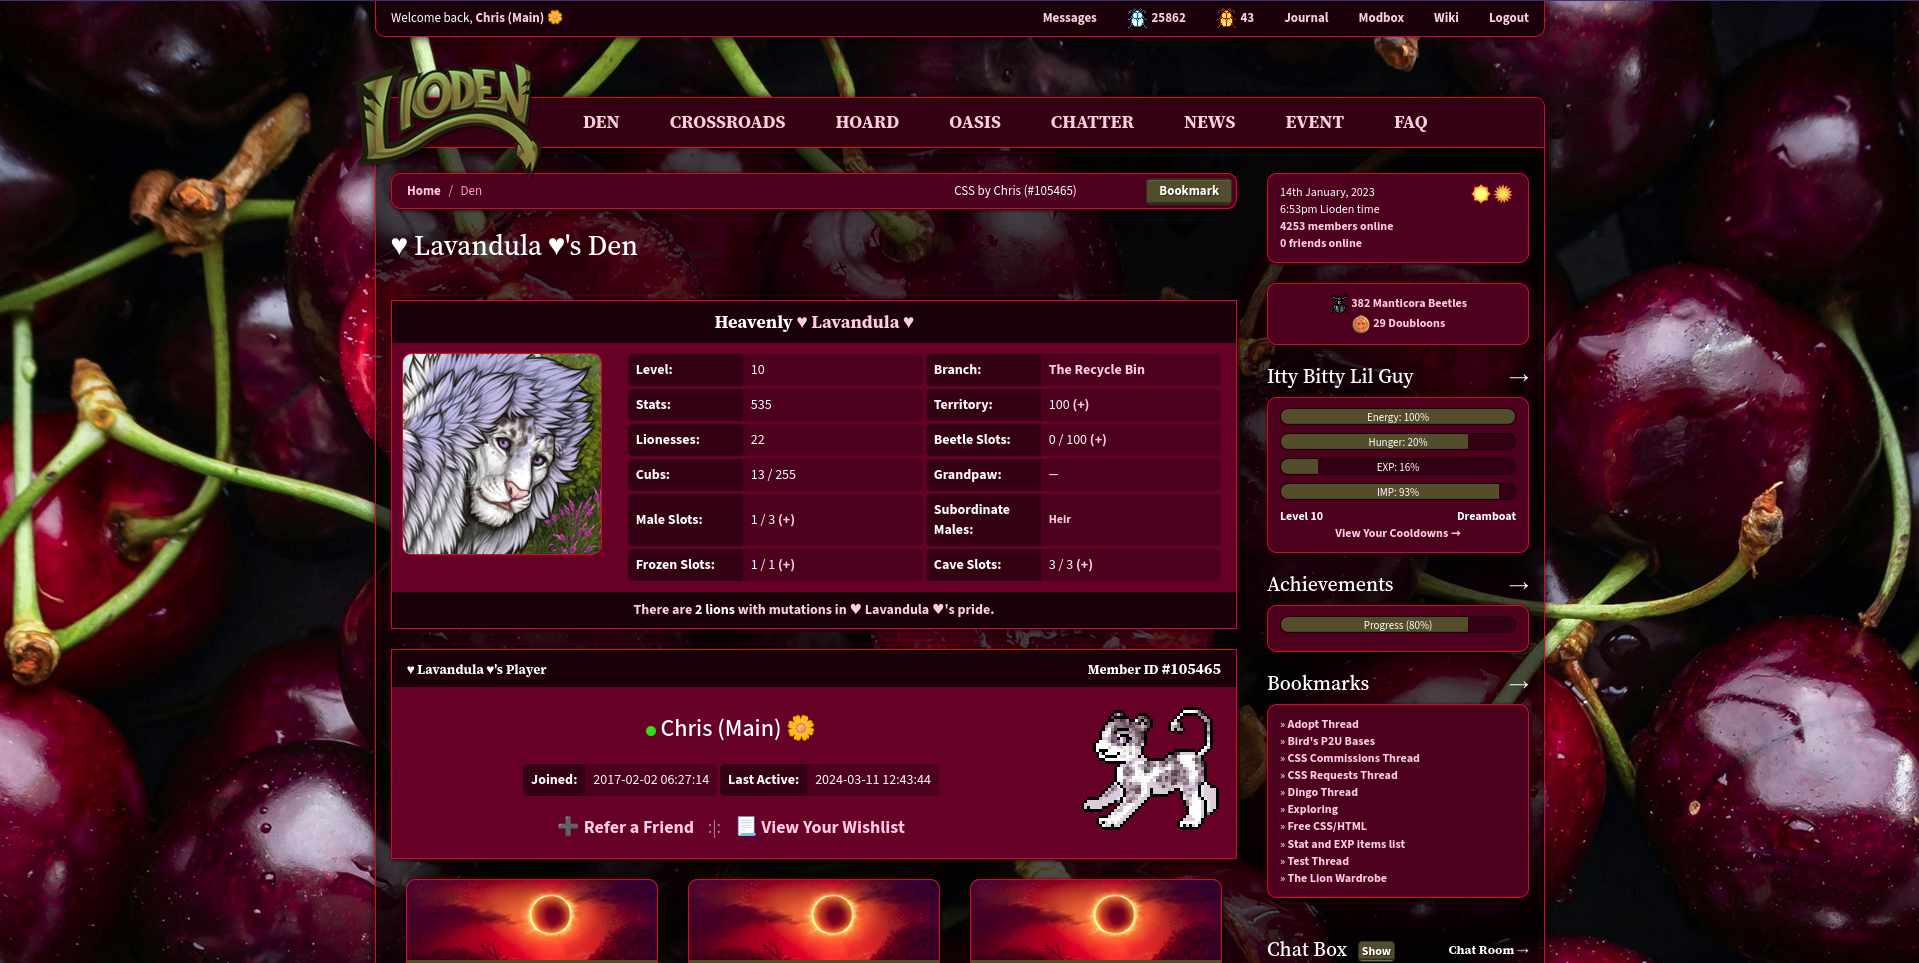 Welcome back, Chris (Main) 🌼
Messages 25862 43 Journal Modbox Wiki Logout
LIODEN
DEN CROSSROADS HOARD OASIS CHATTER NEWS EVENT FAQ
Home / Den CSS by Chris (#105465) Bookmark
♥ Lavandula ♥'s Den
Heavenly ♥ Lavandula ♥
Level: 10 Branch: The Recycle Bin
Stats: 535 Territory: 100 (+)
Lionesses: 22 Beetle Slots: 0 / 100 (+)
Cubs: 13 / 255 Grandpaw: —
Male Slots: 1 / 3 (+) Subordinate Males: Heir
Frozen Slots: 1 / 1 (+) Cave Slots: 3 / 3 (+)
There are 2 lions with mutations in ♥ Lavandula ♥'s pride.
♥ Lavandula ♥'s Player Member ID #105465
Chris (Main) 🌼
Joined: 2017-02-02 06:27:14 Last Active: 2024-03-11 12:43:44
➕ Refer a Friend :|: 📃 View Your Wishlist
14th January, 2023
6:53pm Lioden time
4253 members online
0 friends online
382 Manticora Beetles
29 Doubloons
Itty Bitty Lil Guy →
Energy: 100%
Hunger: 20%
EXP: 16%
IMP: 93%
Level 10 Dreamboat
View Your Cooldowns →
Achievements →
Progress (80%)
Bookmarks →
» Adopt Thread
» Bird's P2U Bases
» CSS Commissions Thread
» CSS Requests Thread
» Dingo Thread
» Exploring
» Free CSS/HTML
» Stat and EXP items list
» Test Thread
» The Lion Wardrobe
Chat Box Show Chat Room →